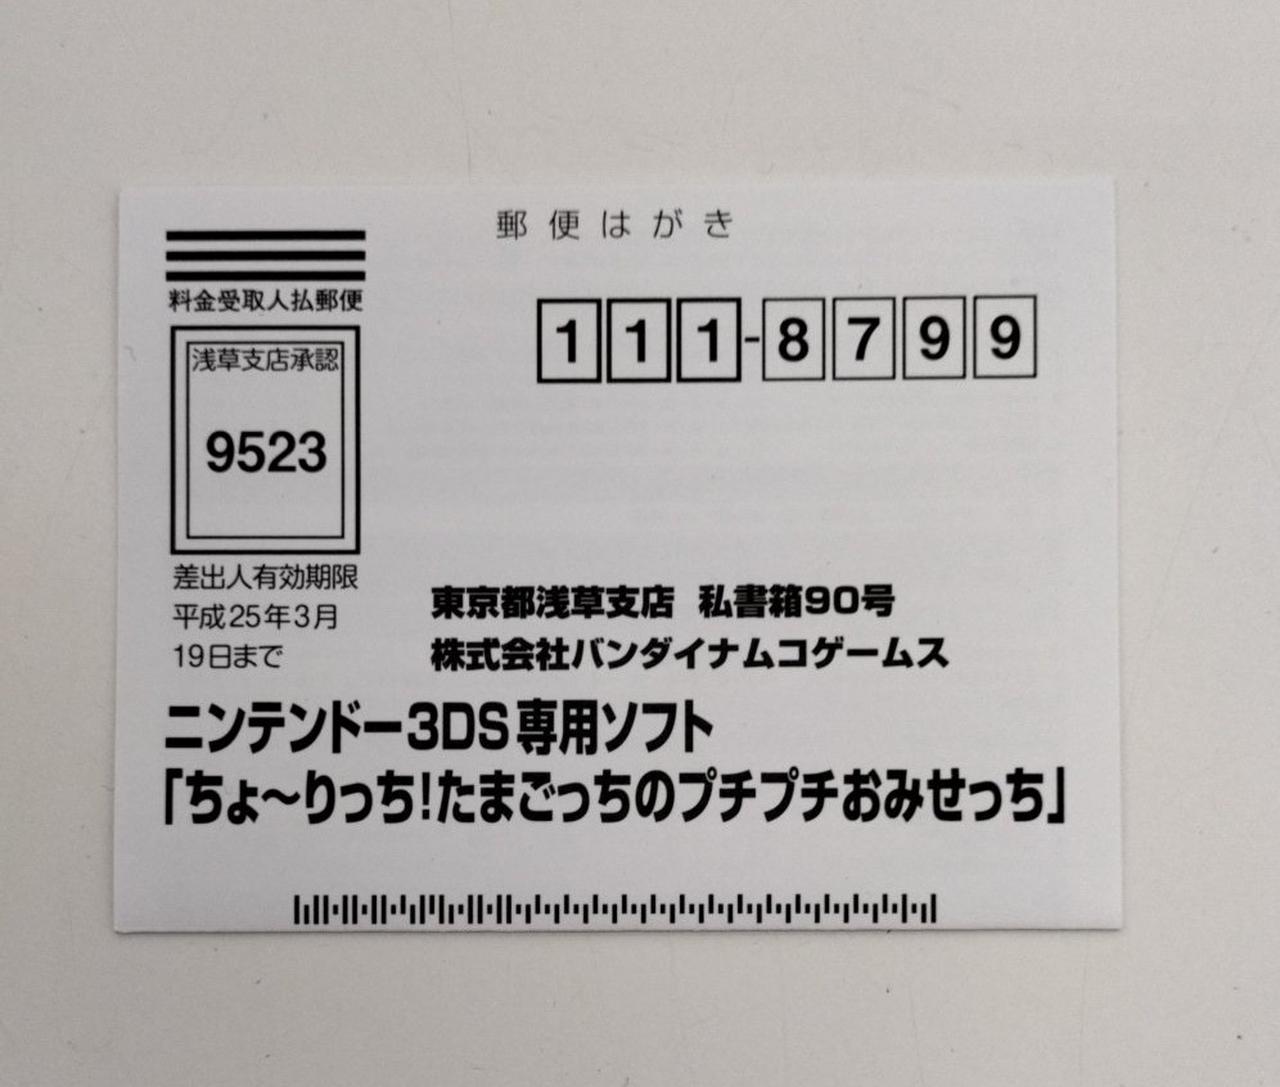 郵便はがき
料金受取人払郵便
111-8799
浅草支店承認
9523
差出人有効期限
平成25年3月
19日まで
東京都浅草支店 私書箱90号
株式会社バンダイナムコゲームス
ニンテンドー3DS専用ソフト
「ちょ〜りっち!たまごっちのプチプチおみせっち」